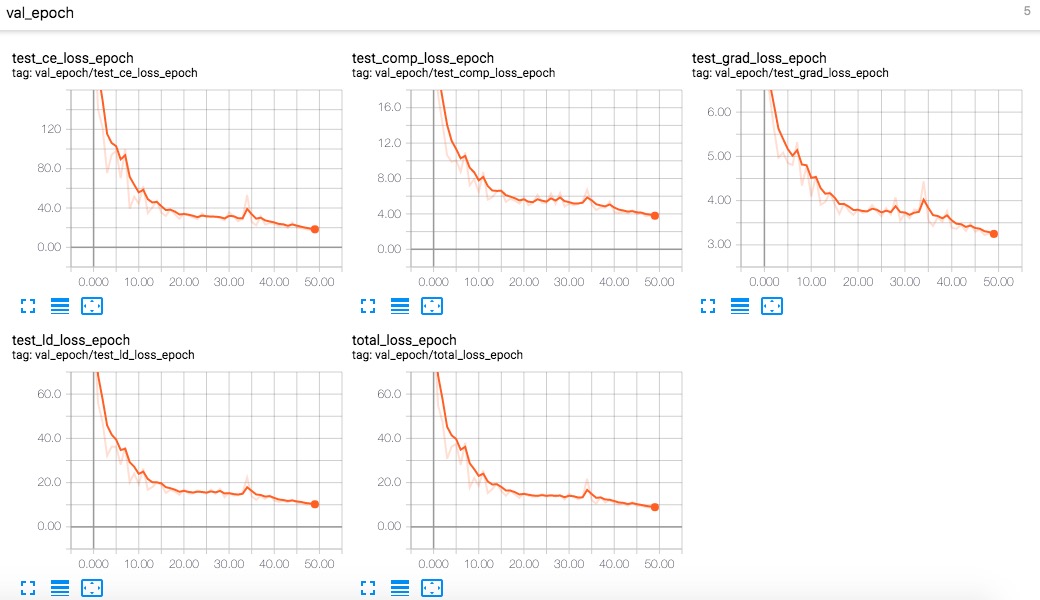 val_epoch 5
test_ce_loss_epoch
tag: val_epoch/test_ce_loss_epoch
120
80.0
40.0
0.00
0.000 10.00 20.00 30.00 40.00 50.00
test_comp_loss_epoch
tag: val_epoch/test_comp_loss_epoch
16.0
12.0
8.00
4.00
0.00
0.000 10.00 20.00 30.00 40.00 50.00
test_grad_loss_epoch
tag: val_epoch/test_grad_loss_epoch
6.00
5.00
4.00
3.00
0.000 10.00 20.00 30.00 40.00 50.00
test_ld_loss_epoch
tag: val_epoch/test_ld_loss_epoch
60.0
40.0
20.0
0.00
0.000 10.00 20.00 30.00 40.00 50.00
total_loss_epoch
tag: val_epoch/total_loss_epoch
60.0
40.0
20.0
0.00
0.000 10.00 20.00 30.00 40.00 50.00